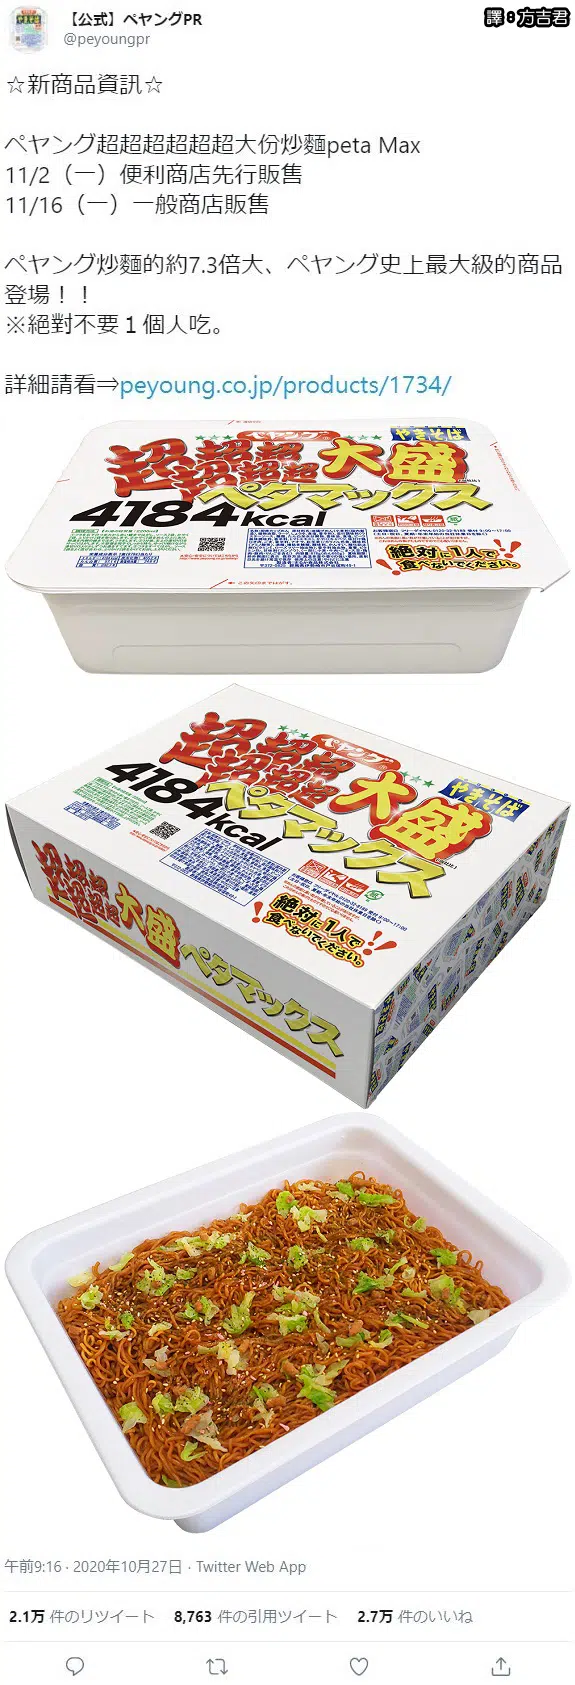 【公式】ペヤングPR
@peyoungpr
譯：方吉君
☆新商品資訊☆
ペヤング超超超超超超大份炒麵peta Max
11/2（一）便利商店先行販售
11/16（一）一般商店販售
ペヤング炒麵的約7.3倍大、ペヤング史上最大級的商品
登場！！
※絕對不要１個人吃。
詳細請看⇒peyoung.co.jp/products/1734/
ペヤング
やきそば
超超超超超超大盛
ペタマックス
4184kcal
絶対に1人で
食べないでください。
ペヤング
やきそば
超超超超超超大盛
ペタマックス
4184kcal
絶対に1人で
食べないでください。
超超超超超超大盛ペタマックス
午前9:16 · 2020年10月27日 · Twitter Web App
2.1万 件のリツイート 8,763 件の引用ツイート 2.7万 件のいいね